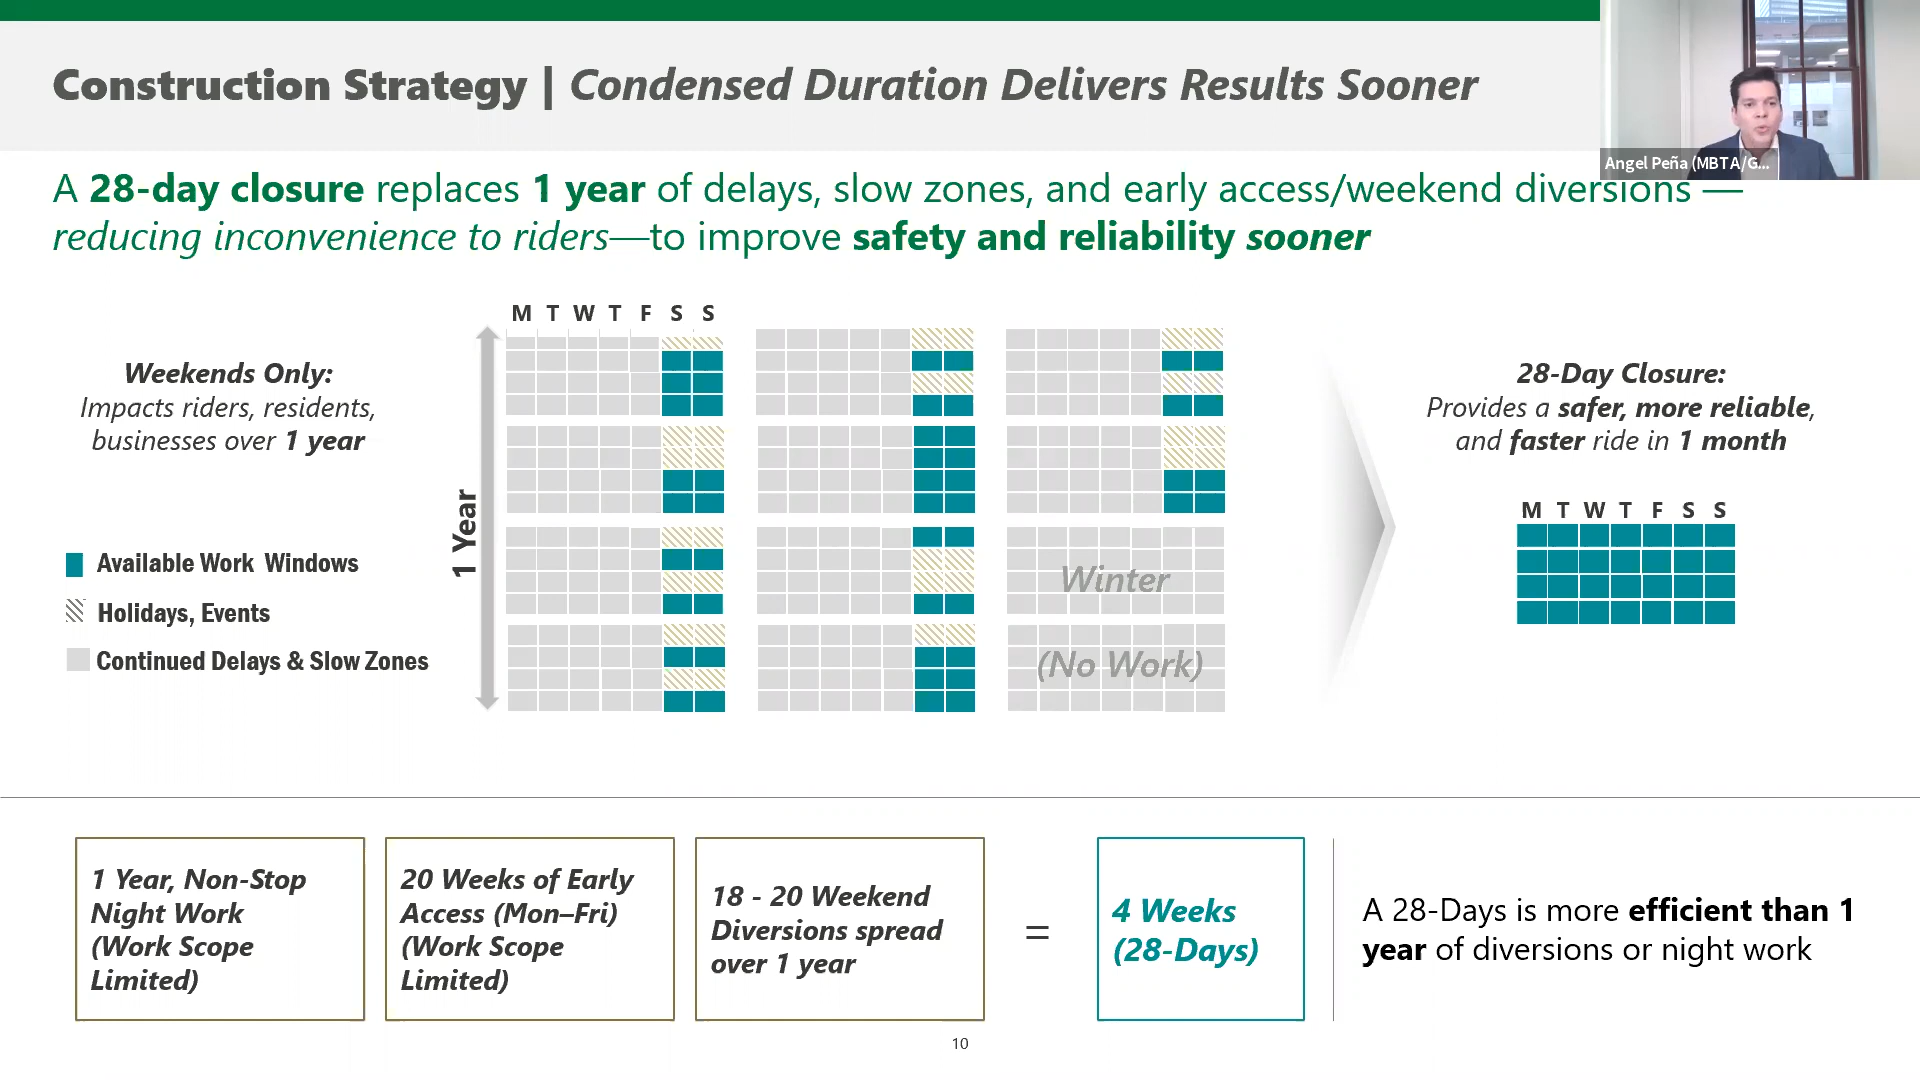 Construction Strategy | Condensed Duration Delivers Results Sooner
Angel Peña (MBTA/G...
A 28-day closure replaces 1 year of delays, slow zones, and early access/weekend diversions —
reducing inconvenience to riders—to improve safety and reliability sooner
M T W T F S S
Weekends Only:
Impacts riders, residents,
businesses over 1 year
1 Year
Available Work Windows
Holidays, Events
Continued Delays & Slow Zones
Winter
(No Work)
28-Day Closure:
Provides a safer, more reliable,
and faster ride in 1 month
M T W T F S S
1 Year, Non-Stop
Night Work
(Work Scope
Limited)
20 Weeks of Early
Access (Mon–Fri)
(Work Scope
Limited)
18 - 20 Weekend
Diversions spread
over 1 year
=
4 Weeks
(28-Days)
A 28-Days is more efficient than 1
year of diversions or night work
10